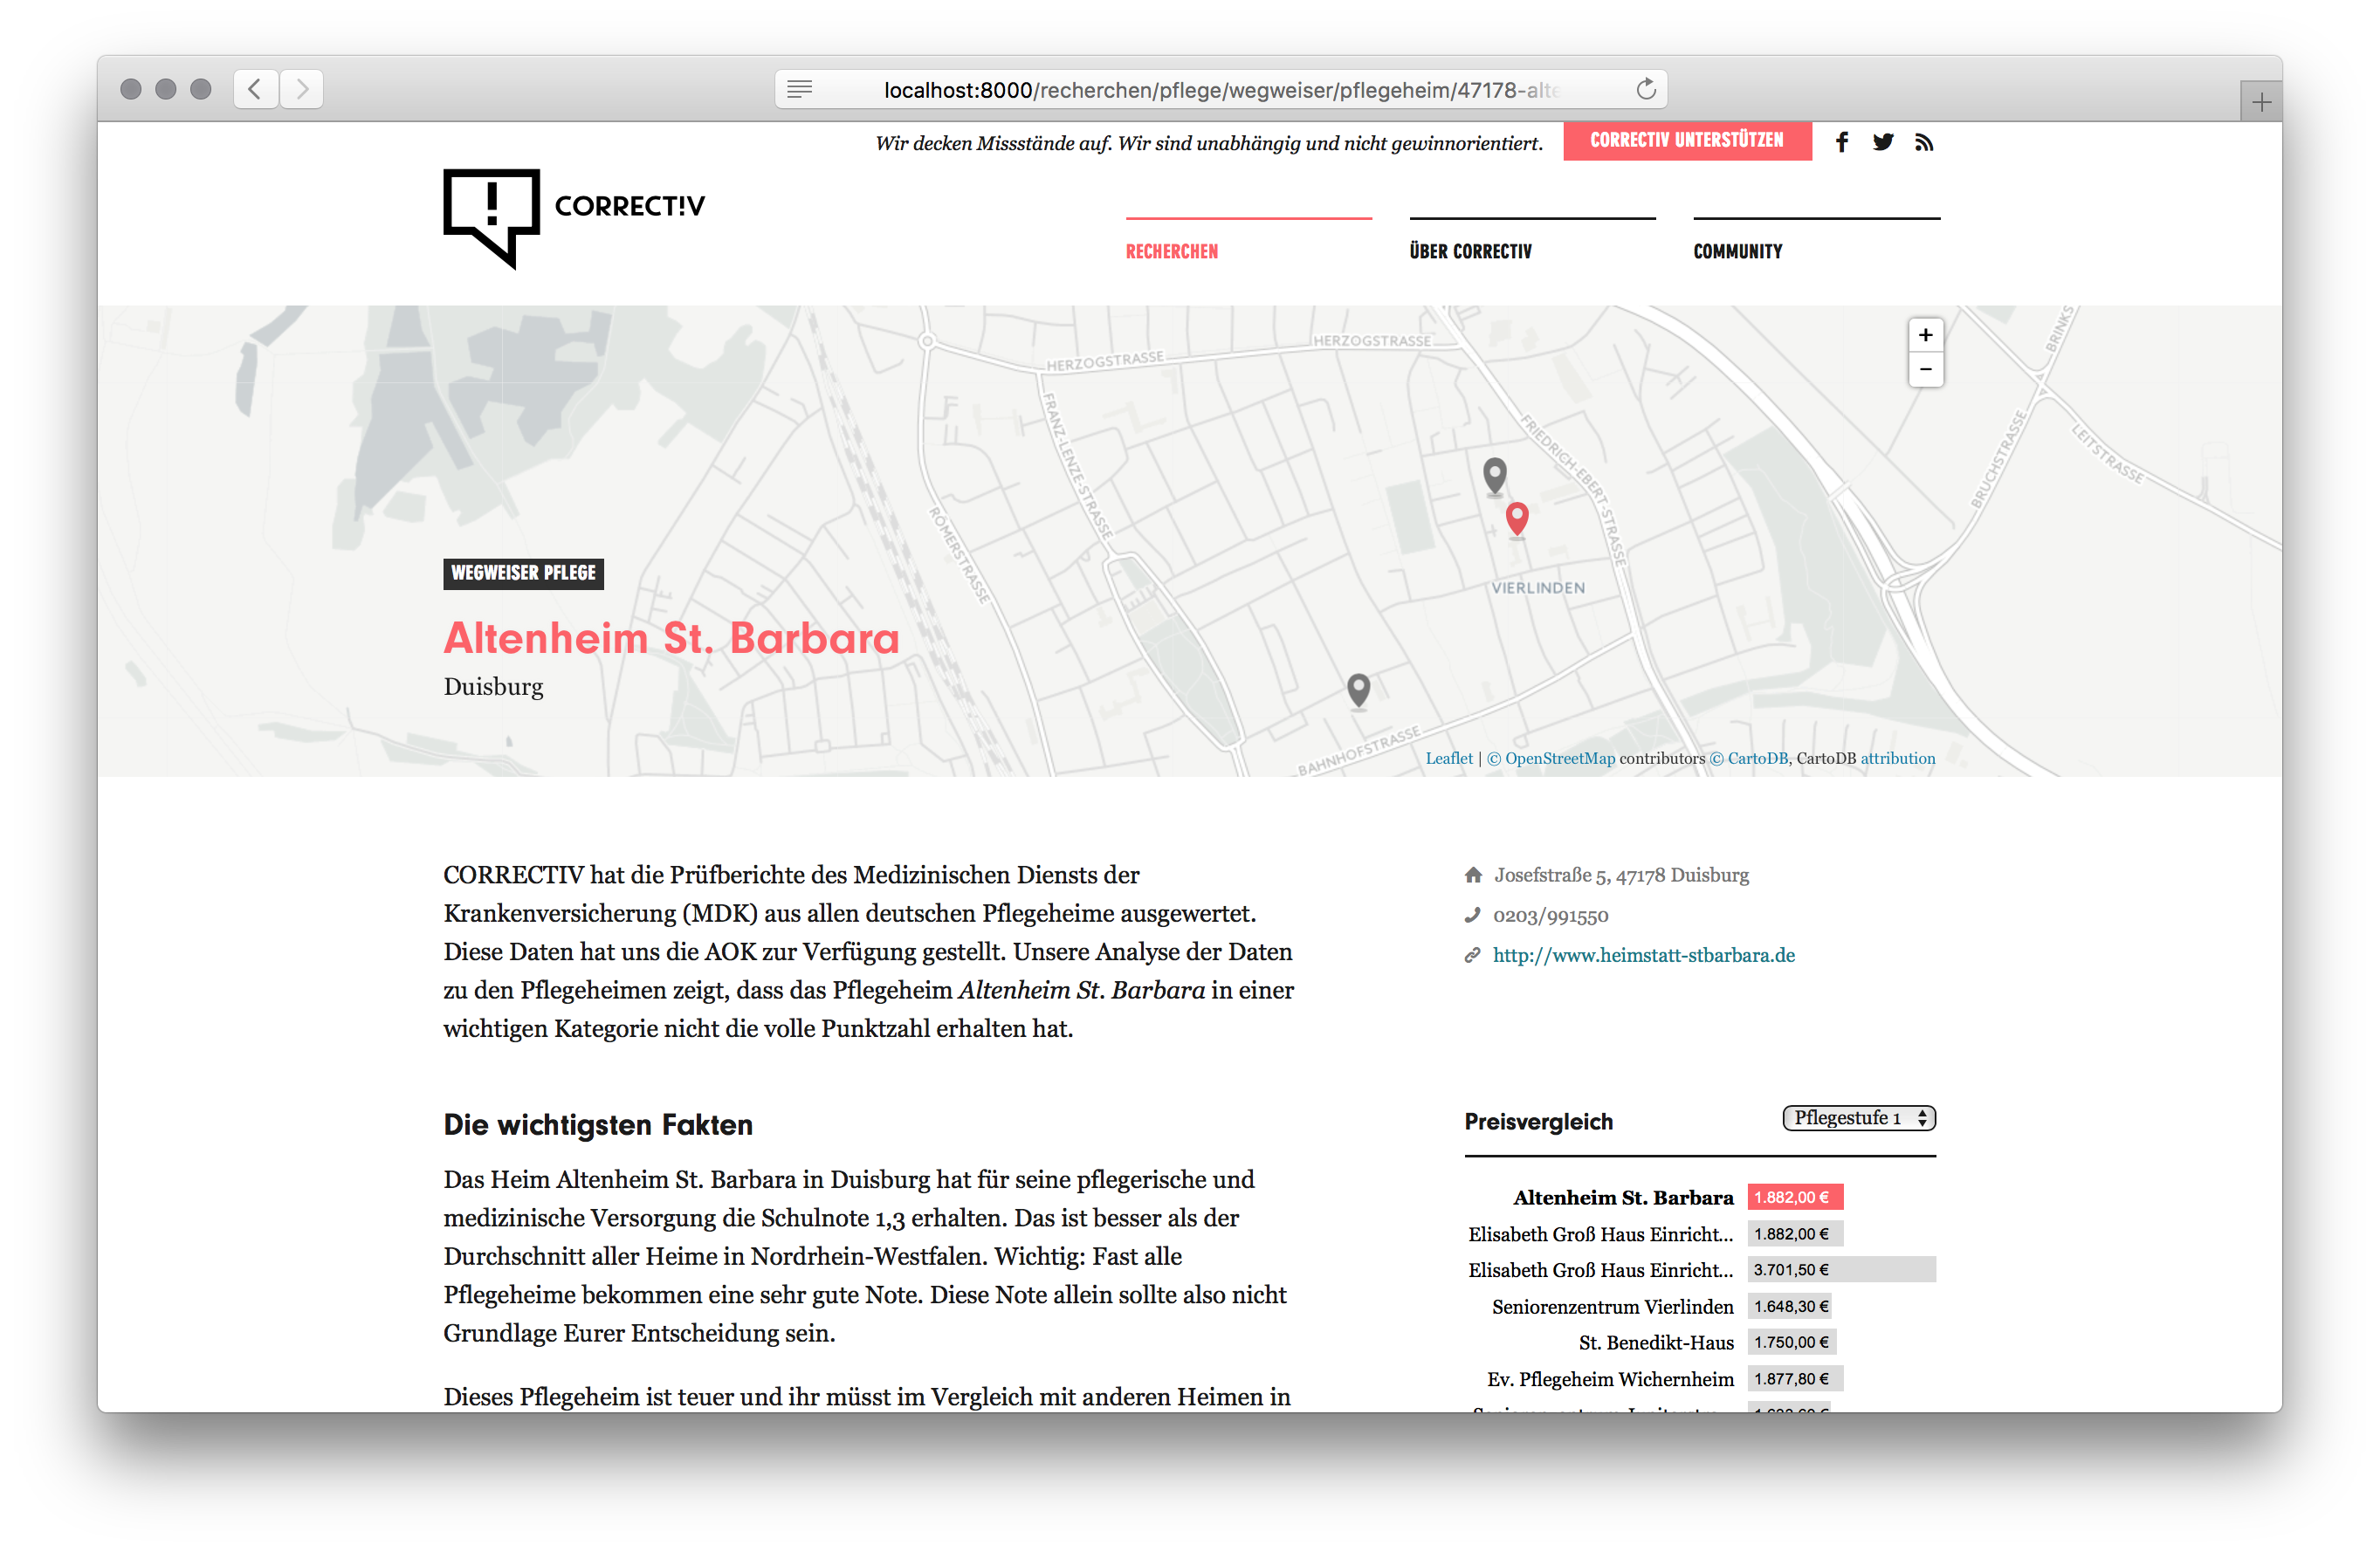 localhost:8000/recherchen/pflege/wegweiser/pflegeheim/47178-alte
Wir decken Missstände auf. Wir sind unabhängig und nicht gewinnorientiert.
CORRECTIV UNTERSTÜTZEN
CORRECT!V
RECHERCHEN
ÜBER CORRECTIV
COMMUNITY
HERZOGSTRASSE
HERZOGSTRASSE
BRINKS
+
−
FRANZ-LENZE-STRASSE
FRIEDRICH-EBERT-STRASSE
BRUCHSTRASSE
LEITSTRASSE
RÖMERSTRASSE
VIERLINDEN
WEGWEISER PFLEGE
Altenheim St. Barbara
Duisburg
BAHNHOFSTRASSE
Leaflet | © OpenStreetMap contributors © CartoDB, CartoDB attribution
CORRECTIV hat die Prüfberichte des Medizinischen Diensts der
Krankenversicherung (MDK) aus allen deutschen Pflegeheime ausgewertet.
Diese Daten hat uns die AOK zur Verfügung gestellt. Unsere Analyse der Daten
zu den Pflegeheimen zeigt, dass das Pflegeheim Altenheim St. Barbara in einer
wichtigen Kategorie nicht die volle Punktzahl erhalten hat.
Josefstraße 5, 47178 Duisburg
0203/991550
http://www.heimstatt-stbarbara.de
Die wichtigsten Fakten
Das Heim Altenheim St. Barbara in Duisburg hat für seine pflegerische und
medizinische Versorgung die Schulnote 1,3 erhalten. Das ist besser als der
Durchschnitt aller Heime in Nordrhein-Westfalen. Wichtig: Fast alle
Pflegeheime bekommen eine sehr gute Note. Diese Note allein sollte also nicht
Grundlage Eurer Entscheidung sein.
Dieses Pflegeheim ist teuer und ihr müsst im Vergleich mit anderen Heimen in
Preisvergleich
Pflegestufe 1
Altenheim St. Barbara 1.882,00 €
Elisabeth Groß Haus Einricht... 1.882,00 €
Elisabeth Groß Haus Einricht... 3.701,50 €
Seniorenzentrum Vierlinden 1.648,30 €
St. Benedikt-Haus 1.750,00 €
Ev. Pflegeheim Wichernheim 1.877,80 €